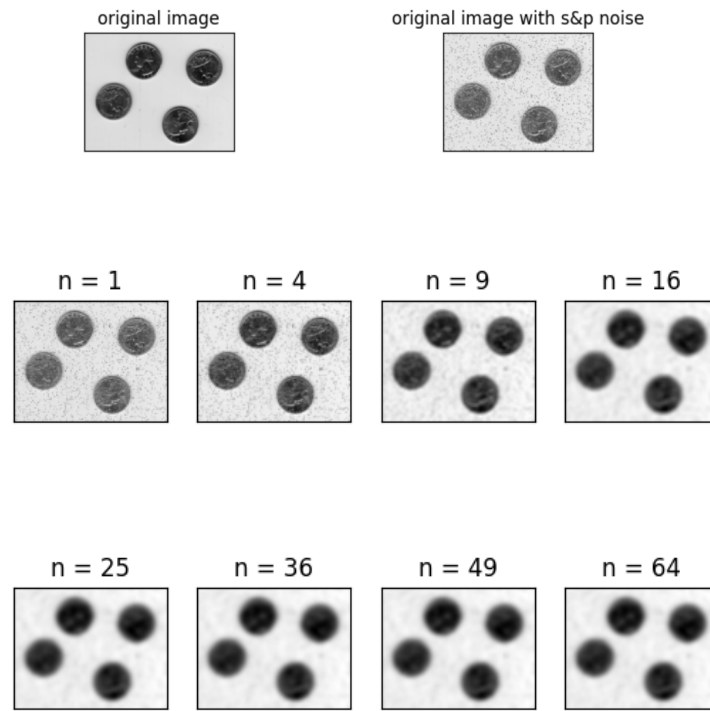 original image
original image with s&p noise
n = 1
n = 4
n = 9
n = 16
n = 25
n = 36
n = 49
n = 64